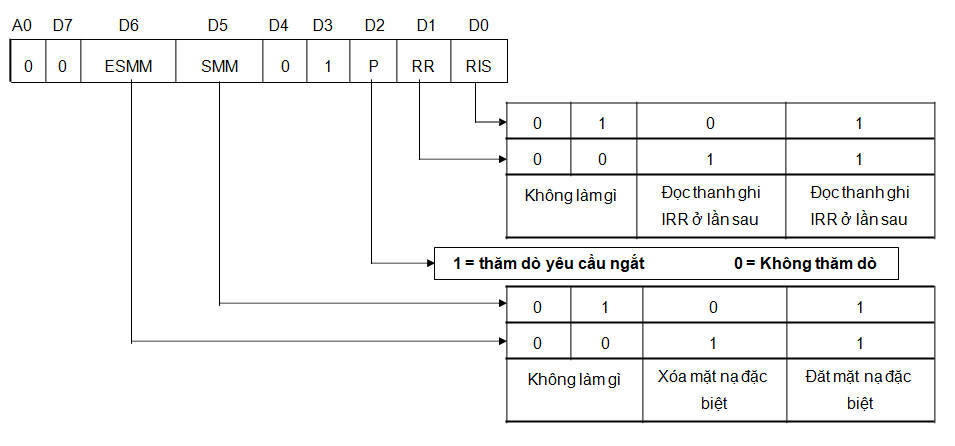 A0 D7 D6 D5 D4 D3 D2 D1 D0
0 0 ESMM SMM 0 1 P RR RIS
0 1 0 1
0 0 1 1
Không làm gì Đọc thanh ghi Đọc thanh ghi
IRR ở lần sau IRR ở lần sau
1 = thăm dò yêu cầu ngắt 0 = Không thăm dò
0 1 0 1
0 0 1 1
Không làm gì Xóa mặt nạ đặc Đăt mặt nạ đặc
biệt biệt